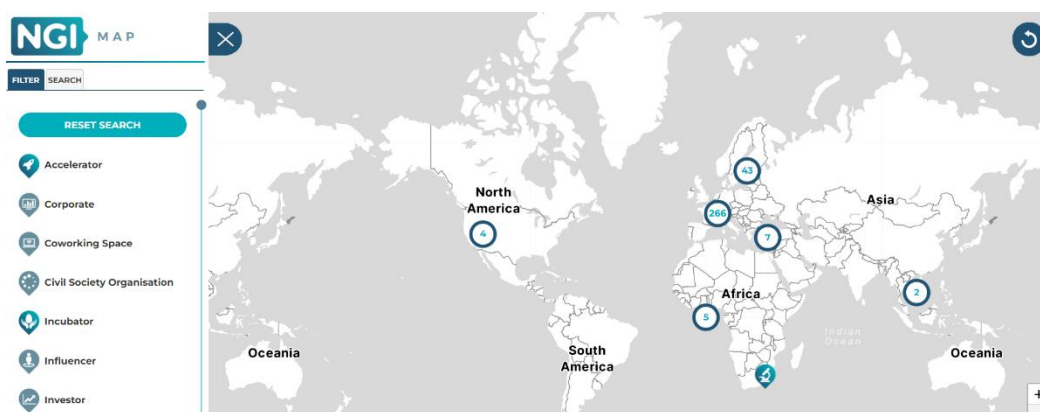 NGI MAP
FILTER SEARCH
RESET SEARCH
Accelerator
Corporate
Coworking Space
Civil Society Organisation
Incubator
Influencer
Investor
43
North
America
Asia
266
4
7
2
Africa
5
Indian
Ocean
Oceania
South
America
Oceania
+